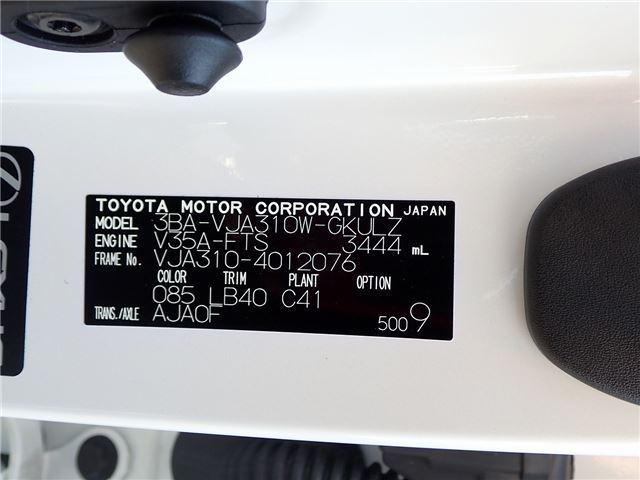 TOYOTA MOTOR CORPORATION JAPAN
MODEL 3BA-VJA310W-GKULZ
ENGINE V35A-FTS 3444 mL
FRAME No. VJA310-4012076
COLOR TRIM PLANT OPTION
085 LB40 C41
TRANS./AXLE AJA0F
5009
LEXUS